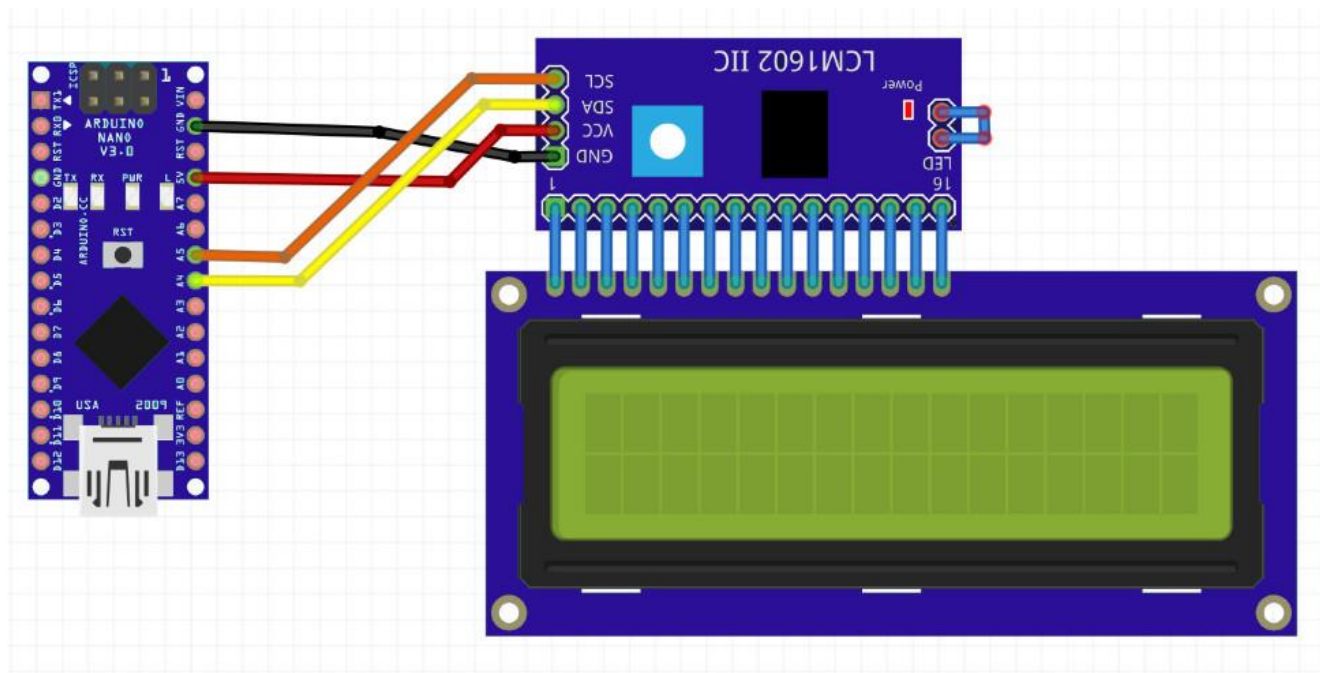 ICSP
1
TX1
RX0
RST
GND
D2
D3
D4
D5
D6
D7
D8
D9
D10
D11
D12
VIN
GND
RST
5V
A7
A6
A5
A4
A3
A2
A1
A0
REF
3V3
D13
ARDUINO
NANO
V3.0
TX RX PWR L
ARDUINO.CC
RST
USA 2009
LCM1602 IIC
SCL
SDA
VCC
GND
Power
LED
1 16